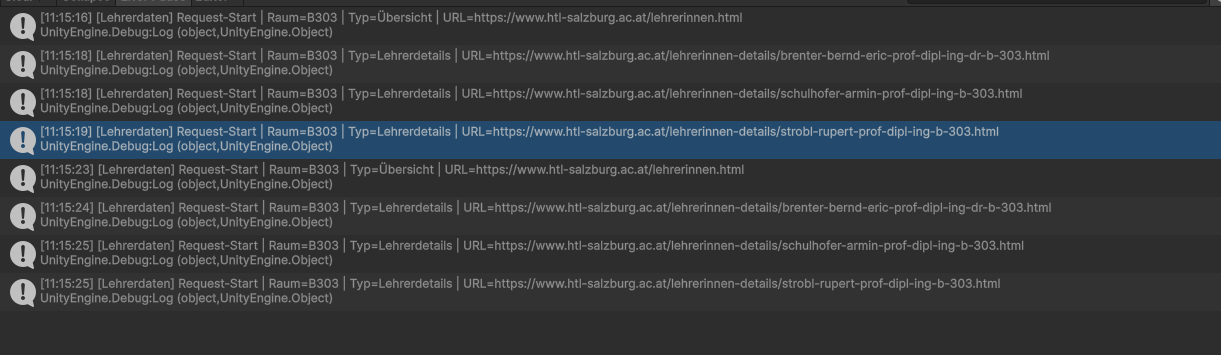 [11:15:16] [Lehrerdaten] Request-Start | Raum=B303 | Typ=Übersicht | URL=https://www.htl-salzburg.ac.at/lehrerinnen.html
UnityEngine.Debug:Log (object,UnityEngine.Object)
[11:15:18] [Lehrerdaten] Request-Start | Raum=B303 | Typ=Lehrerdetails | URL=https://www.htl-salzburg.ac.at/lehrerinnen-details/brenter-bernd-eric-prof-dipl-ing-dr-b-303.html
UnityEngine.Debug:Log (object,UnityEngine.Object)
[11:15:18] [Lehrerdaten] Request-Start | Raum=B303 | Typ=Lehrerdetails | URL=https://www.htl-salzburg.ac.at/lehrerinnen-details/schulhofer-armin-prof-dipl-ing-b-303.html
UnityEngine.Debug:Log (object,UnityEngine.Object)
[11:15:19] [Lehrerdaten] Request-Start | Raum=B303 | Typ=Lehrerdetails | URL=https://www.htl-salzburg.ac.at/lehrerinnen-details/strobl-rupert-prof-dipl-ing-b-303.html
UnityEngine.Debug:Log (object,UnityEngine.Object)
[11:15:23] [Lehrerdaten] Request-Start | Raum=B303 | Typ=Übersicht | URL=https://www.htl-salzburg.ac.at/lehrerinnen.html
UnityEngine.Debug:Log (object,UnityEngine.Object)
[11:15:24] [Lehrerdaten] Request-Start | Raum=B303 | Typ=Lehrerdetails | URL=https://www.htl-salzburg.ac.at/lehrerinnen-details/brenter-bernd-eric-prof-dipl-ing-dr-b-303.html
UnityEngine.Debug:Log (object,UnityEngine.Object)
[11:15:25] [Lehrerdaten] Request-Start | Raum=B303 | Typ=Lehrerdetails | URL=https://www.htl-salzburg.ac.at/lehrerinnen-details/schulhofer-armin-prof-dipl-ing-b-303.html
UnityEngine.Debug:Log (object,UnityEngine.Object)
[11:15:25] [Lehrerdaten] Request-Start | Raum=B303 | Typ=Lehrerdetails | URL=https://www.htl-salzburg.ac.at/lehrerinnen-details/strobl-rupert-prof-dipl-ing-b-303.html
UnityEngine.Debug:Log (object,UnityEngine.Object)